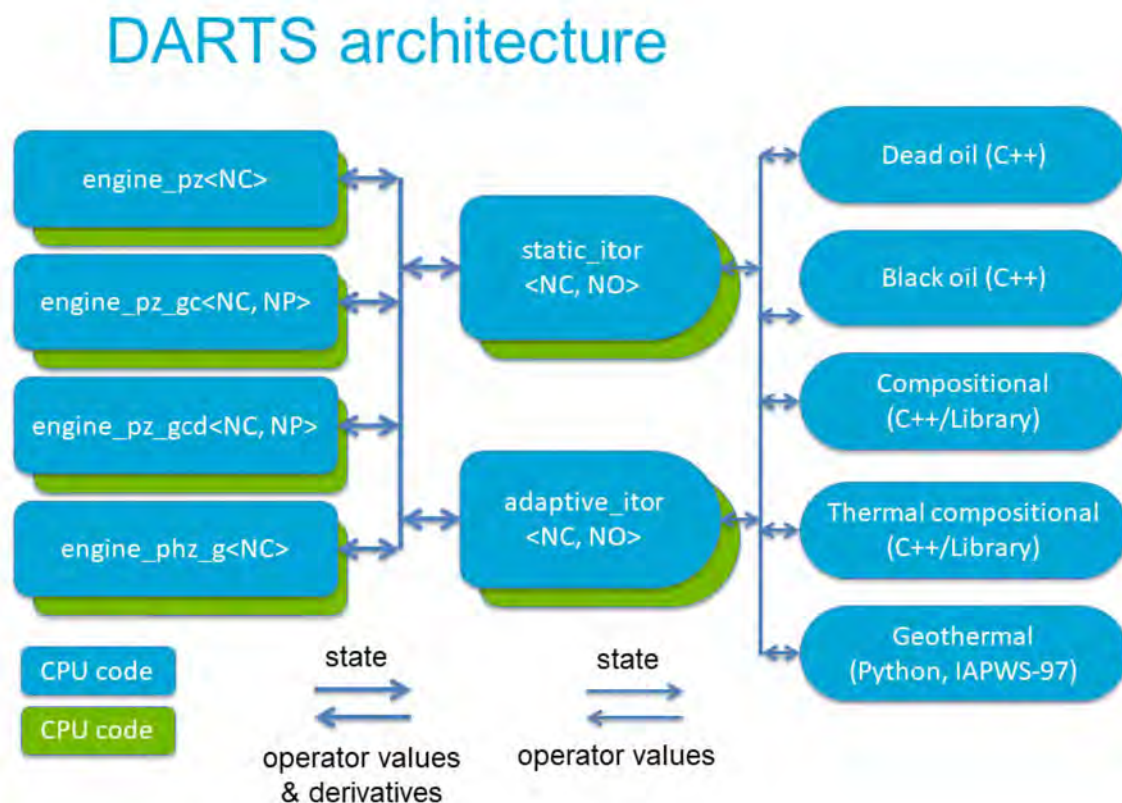 DARTS architecture
engine_pz<NC>
engine_pz_gc<NC, NP>
engine_pz_gcd<NC, NP>
engine_phz_g<NC>
static_itor
<NC, NO>
adaptive_itor
<NC, NO>
Dead oil (C++)
Black oil (C++)
Compositional
(C++/Library)
Thermal compositional
(C++/Library)
Geothermal
(Python, IAPWS-97)
CPU code
CPU code
state
operator values
& derivatives
state
operator values